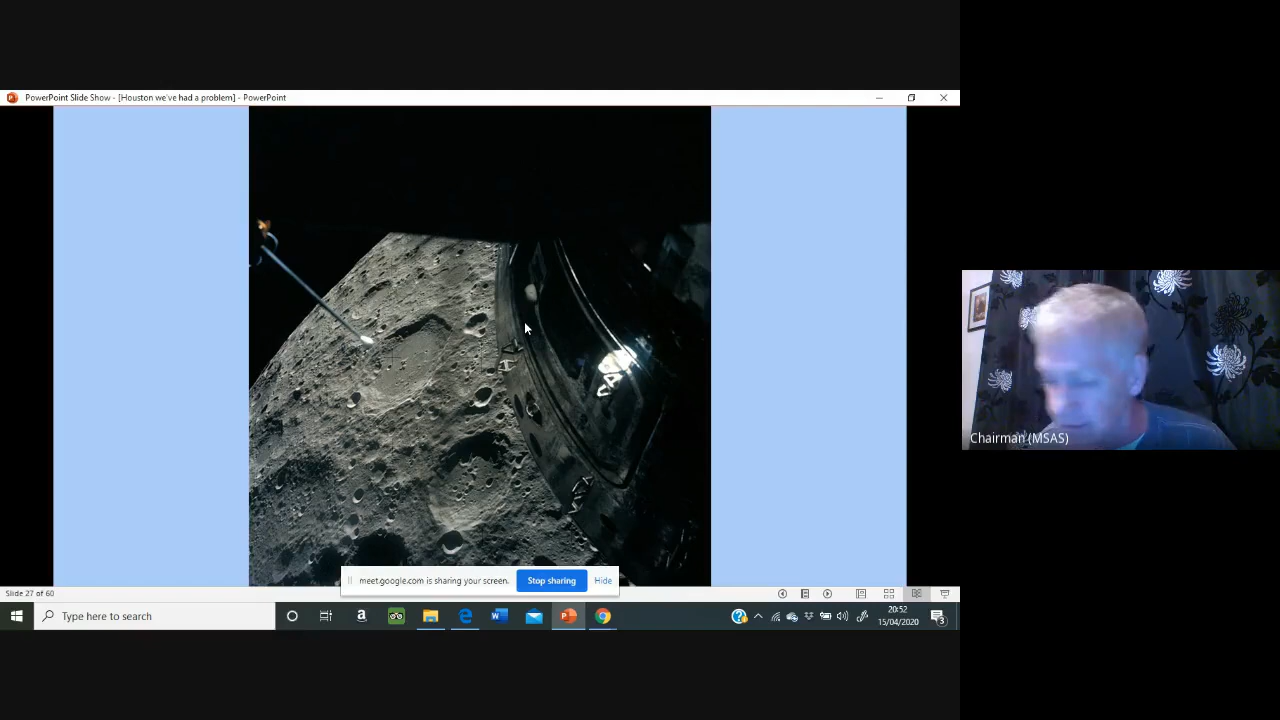 PowerPoint Slide Show - [Houston we've had a problem] - PowerPoint
Chairman (MSAS)
meet.google.com is sharing your screen.
Stop sharing
Hide
Slide 27 of 60
Type here to search
20:52
15/04/2020
3